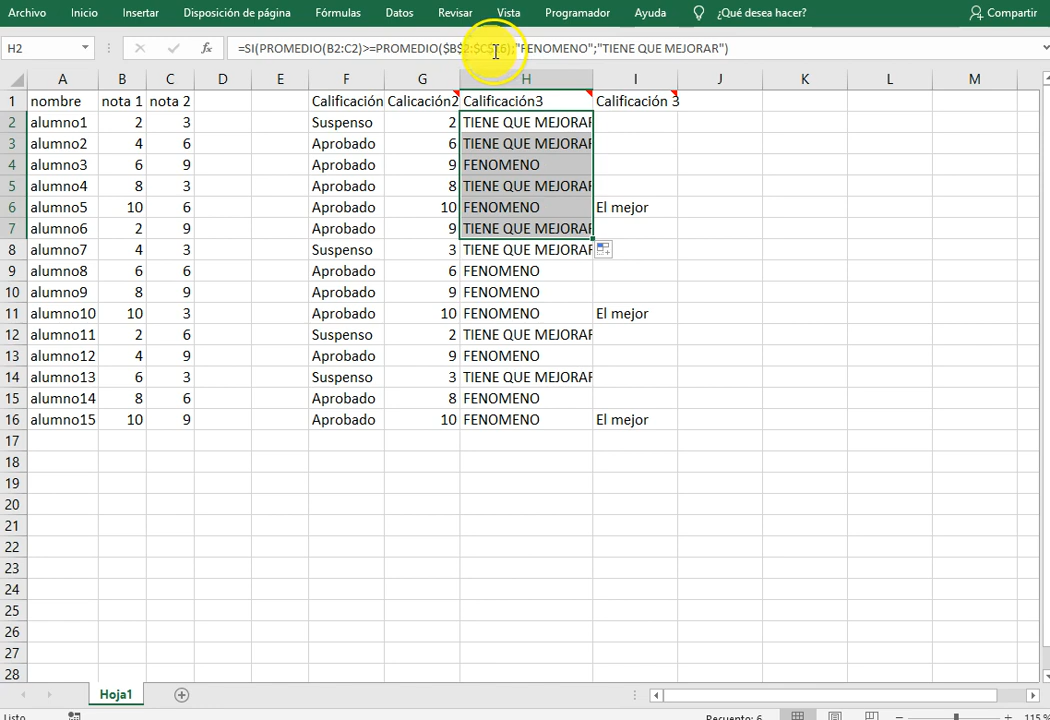 Archivo Inicio Insertar Disposición de página Fórmulas Datos Revisar Vista Programador Ayuda ¿Qué desea hacer? Compartir
H2 fx =SI(PROMEDIO(B2:C2)>=PROMEDIO($B$2:$C$16);"FENOMENO";"TIENE QUE MEJORAR")
A B C D E F G H I J K L M
1 nombre nota 1 nota 2 Calificación Calicación2 Calificación3 Calificación 3
2 alumno1 2 3 Suspenso 2 TIENE QUE MEJORAR
3 alumno2 4 6 Aprobado 6 TIENE QUE MEJORAR
4 alumno3 6 9 Aprobado 9 FENOMENO
5 alumno4 8 3 Aprobado 8 TIENE QUE MEJORAR
6 alumno5 10 6 Aprobado 10 FENOMENO El mejor
7 alumno6 2 9 Aprobado 9 TIENE QUE MEJORAR
8 alumno7 4 3 Suspenso 3 TIENE QUE MEJORAR
9 alumno8 6 6 Aprobado 6 FENOMENO
10 alumno9 8 9 Aprobado 9 FENOMENO
11 alumno10 10 3 Aprobado 10 FENOMENO El mejor
12 alumno11 2 6 Suspenso 2 TIENE QUE MEJORAR
13 alumno12 4 9 Aprobado 9 FENOMENO
14 alumno13 6 3 Suspenso 3 TIENE QUE MEJORAR
15 alumno14 8 6 Aprobado 8 FENOMENO
16 alumno15 10 9 Aprobado 10 FENOMENO El mejor
17
18
19
20
21
22
23
24
25
26
27
28
Hoja1
Listo Recuento: 6 115 %